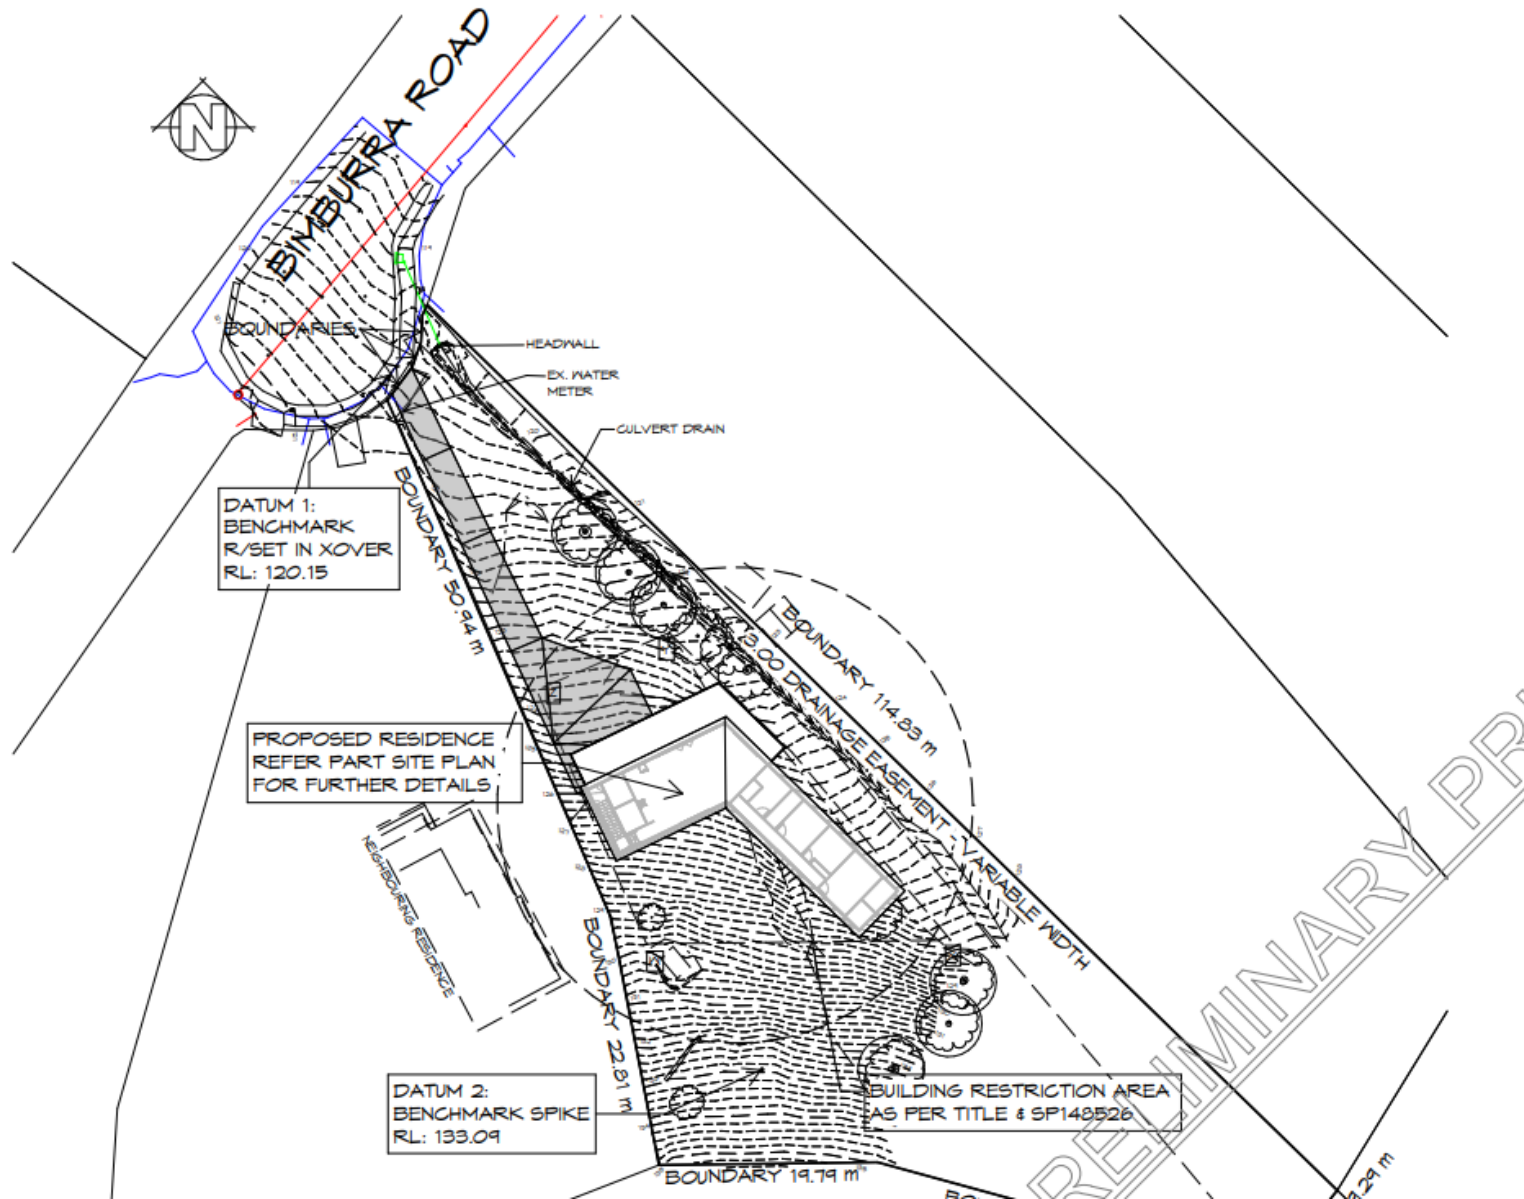 BIMBURRA ROAD
N
BOUNDARIES
HEADWALL
EX. WATER
METER
CULVERT DRAIN
DATUM 1:
BENCHMARK
R/SET IN XOVER
RL: 120.15
BOUNDARY 50.94 m
BOUNDARY 114.83 m
3.00 DRAINAGE EASEMENT - VARIABLE WIDTH
PROPOSED RESIDENCE
REFER PART SITE PLAN
FOR FURTHER DETAILS
NEIGHBOURING RESIDENCE
BOUNDARY 22.81 m
DATUM 2:
BENCHMARK SPIKE
RL: 133.09
BUILDING RESTRICTION AREA
AS PER TITLE & SP148526
BOUNDARY 19.79 m
9.29 m
PRELIMINARY PR